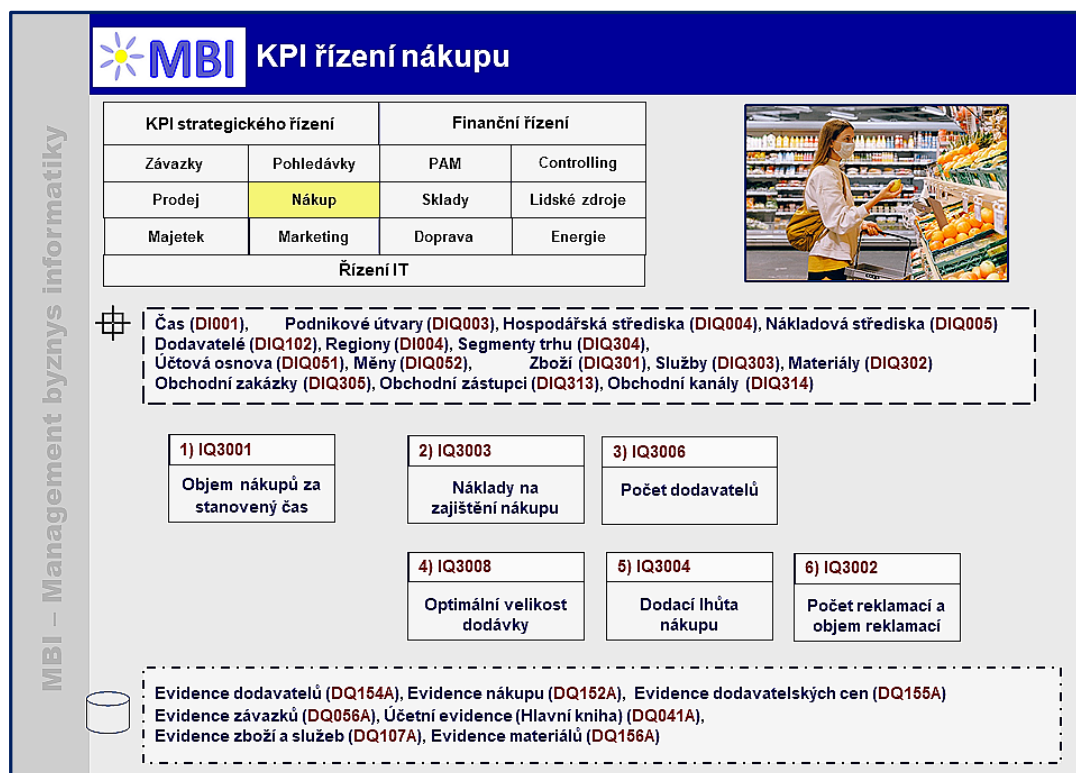 MBI – Management byznys informatiky
MBI KPI řízení nákupu
KPI strategického řízení Finanční řízení
Závazky Pohledávky PAM Controlling
Prodej Nákup Sklady Lidské zdroje
Majetek Marketing Doprava Energie
Řízení IT
Čas (DI001), Podnikové útvary (DIQ003), Hospodářská střediska (DIQ004), Nákladová střediska (DIQ005)
Dodavatelé (DIQ102), Regiony (DI004), Segmenty trhu (DIQ304),
Účtová osnova (DIQ051), Měny (DIQ052), Zboží (DIQ301), Služby (DIQ303), Materiály (DIQ302)
Obchodní zakázky (DIQ305), Obchodní zástupci (DIQ313), Obchodní kanály (DIQ314)
1) IQ3001
Objem nákupů za
stanovený čas
2) IQ3003
Náklady na
zajištění nákupu
3) IQ3006
Počet dodavatelů
4) IQ3008
Optimální velikost
dodávky
5) IQ3004
Dodací lhůta
nákupu
6) IQ3002
Počet reklamací a
objem reklamací
Evidence dodavatelů (DQ154A), Evidence nákupu (DQ152A), Evidence dodavatelských cen (DQ155A)
Evidence závazků (DQ056A), Účetní evidence (Hlavní kniha) (DQ041A),
Evidence zboží a služeb (DQ107A), Evidence materiálů (DQ156A)